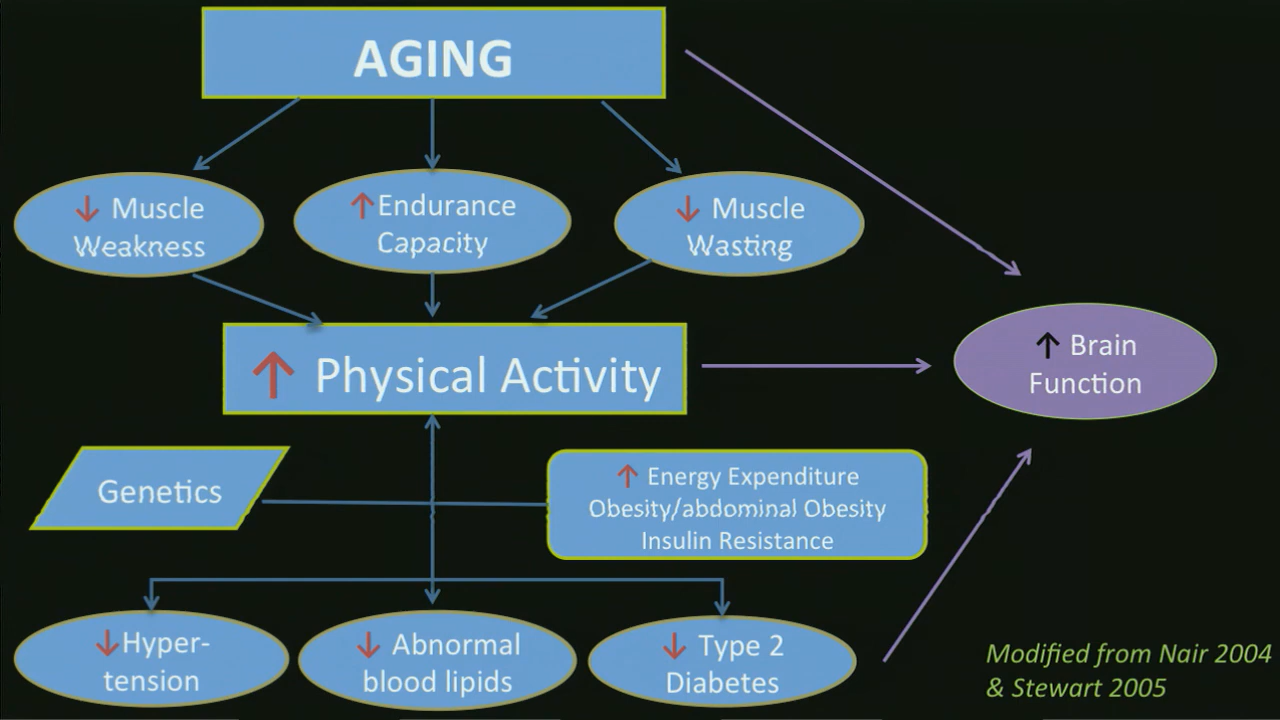 AGING
↓ Muscle
Weakness
↑Endurance
Capacity
↓ Muscle
Wasting
↑ Physical Activity
↑ Brain
Function
Genetics
↑ Energy Expenditure
Obesity/abdominal Obesity
Insulin Resistance
↓Hyper-
tension
↓ Abnormal
blood lipids
↓ Type 2
Diabetes
Modified from Nair 2004
& Stewart 2005